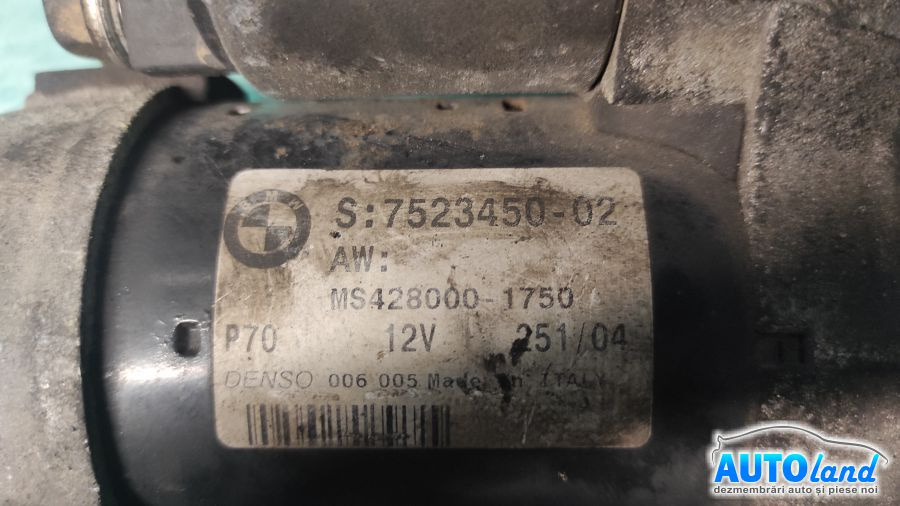 S:7523450-02
AW:
MS428000-1750
P70 12V 251/04
DENSO 006 005 Made in ITALY
AUTOland
dezmembrări auto și piese noi